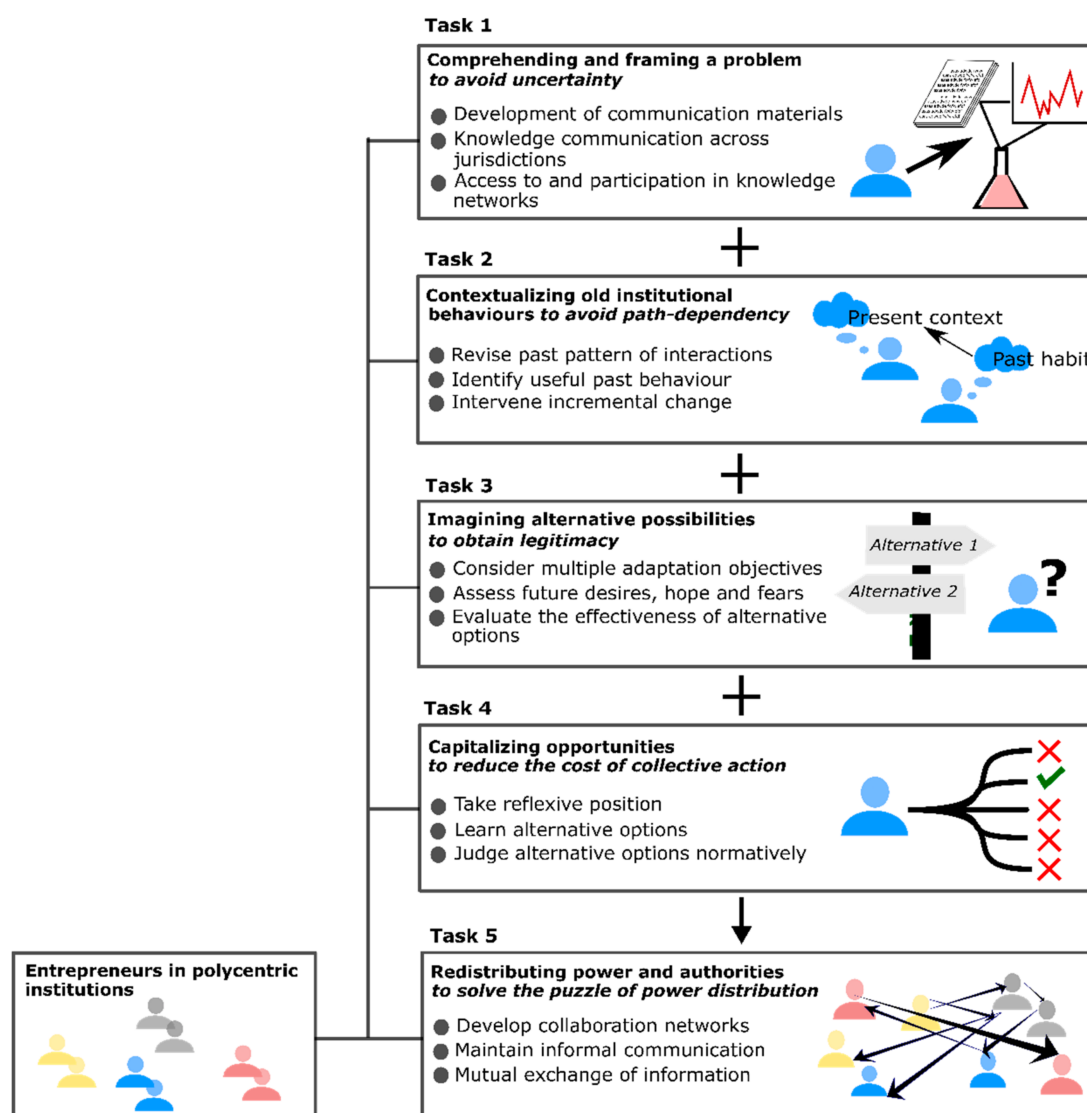 Task 1
Comprehending and framing a problem
to avoid uncertainty
Development of communication materials
Knowledge communication across
jurisdictions
Access to and participation in knowledge
networks
Task 2
Contextualizing old institutional
behaviours to avoid path-dependency
Revise past pattern of interactions
Identify useful past behaviour
Intervene incremental change
Present context
Past habit
Task 3
Imagining alternative possibilities
to obtain legitimacy
Consider multiple adaptation objectives
Assess future desires, hope and fears
Evaluate the effectiveness of alternative
options
Alternative 1
Alternative 2
?
Task 4
Capitalizing opportunities
to reduce the cost of collective action
Take reflexive position
Learn alternative options
Judge alternative options normatively
Task 5
Redistributing power and authorities
to solve the puzzle of power distribution
Develop collaboration networks
Maintain informal communication
Mutual exchange of information
Entrepreneurs in polycentric
institutions